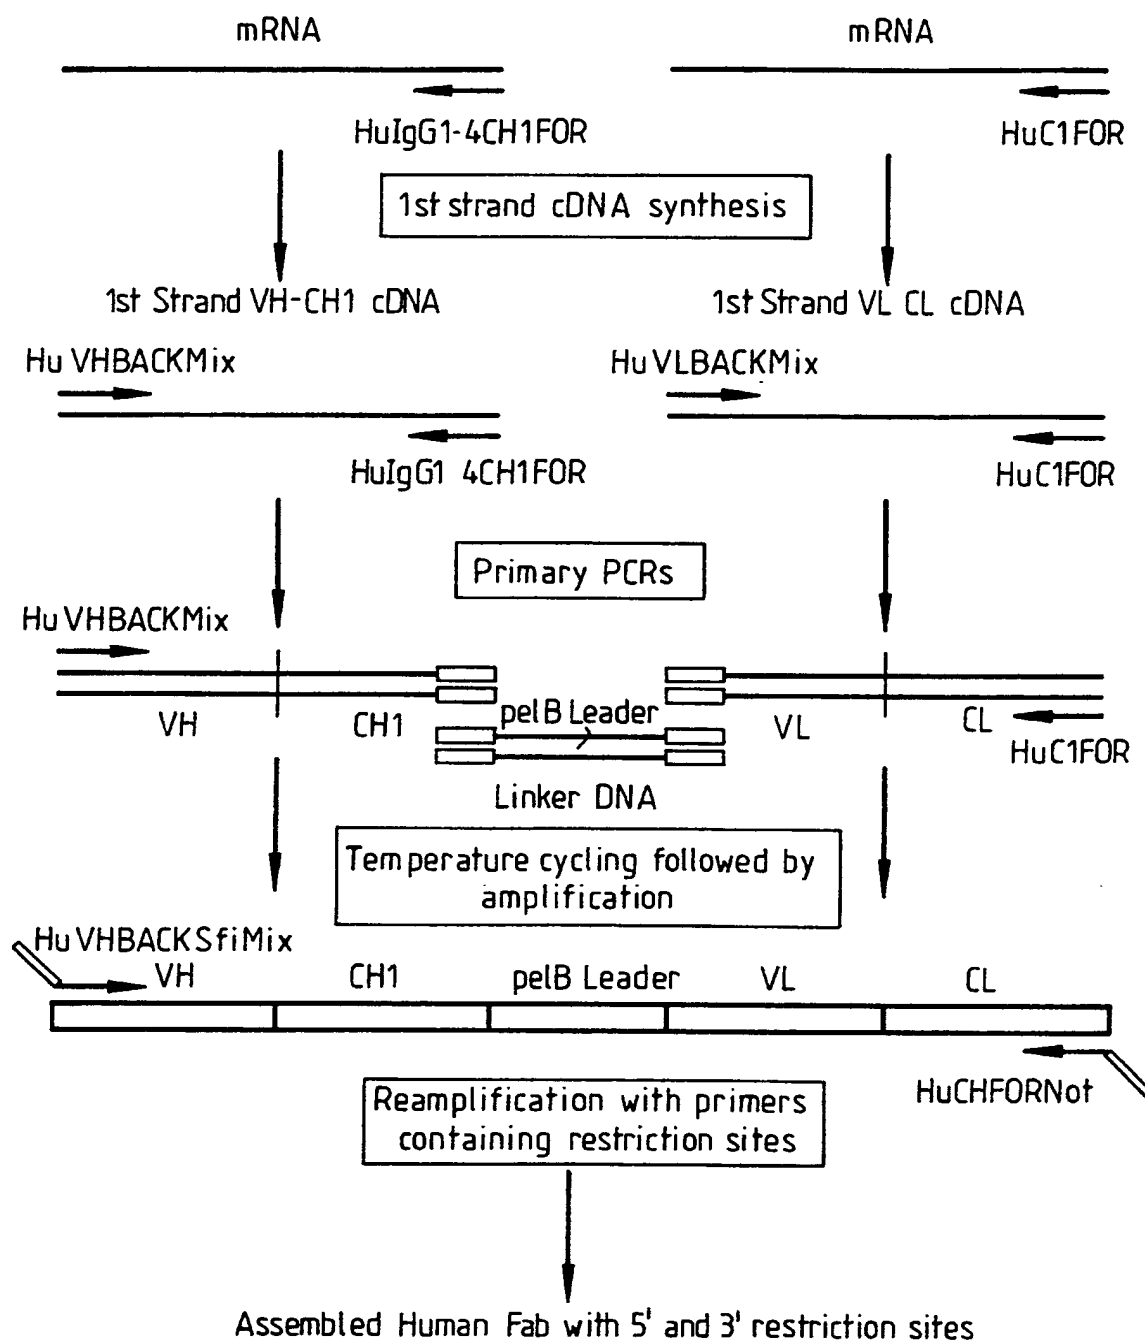 mRNA mRNA
HuIgG1-4CH1FOR HuC1FOR
1st strand cDNA synthesis
1st Strand VH-CH1 cDNA 1st Strand VL CL cDNA
Hu VHBACKMix Hu VLBACKMix
HuIgG1 4CH1FOR HuC1FOR
Primary PCRs
Hu VHBACKMix
VH CH1 pelB Leader VL CL
HuC1FOR
Linker DNA
Temperature cycling followed by
amplification
Hu VHBACKSfiMix
VH CH1 pelB Leader VL CL
HuCHFORNot
Reamplification with primers
containing restriction sites
Assembled Human Fab with 5' and 3' restriction sites